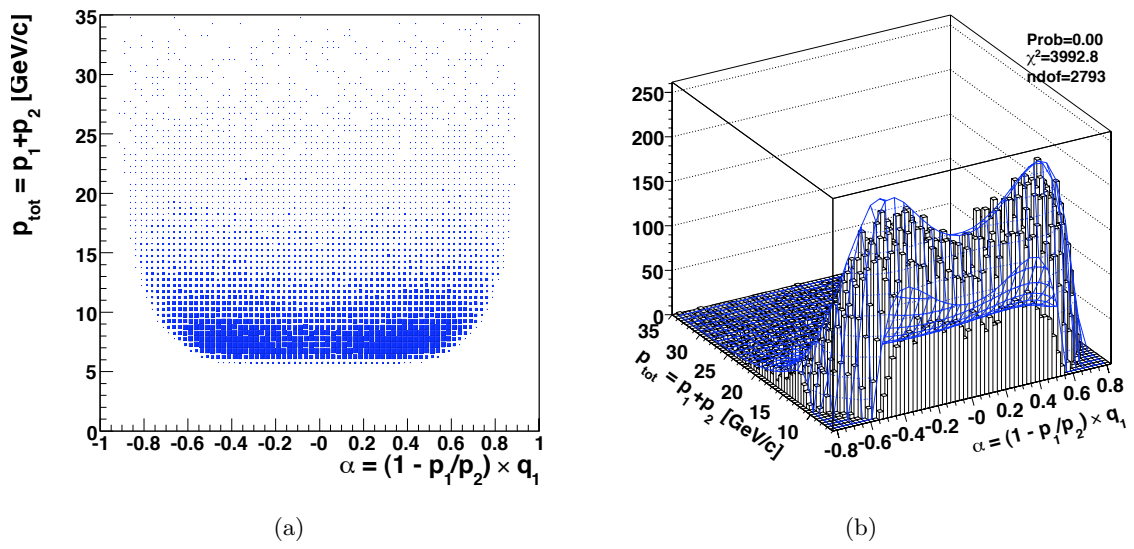 p_tot = p_1+p_2 [GeV/c]
35
30
25
20
15
10
5
0
-1 -0.8 -0.6 -0.4 -0.2 -0 0.2 0.4 0.6 0.8 1
α = (1 - p_1/p_2) × q_1
(a)
Prob=0.00
χ²=3992.8
ndof=2793
250
200
150
100
50
0
35
30
25
20
15
10
p_tot = p_1+p_2 [GeV/c]
-0.8 -0.6 -0.4 -0.2 -0 0.2 0.4 0.6 0.8
α = (1 - p_1/p_2) × q_1
(b)